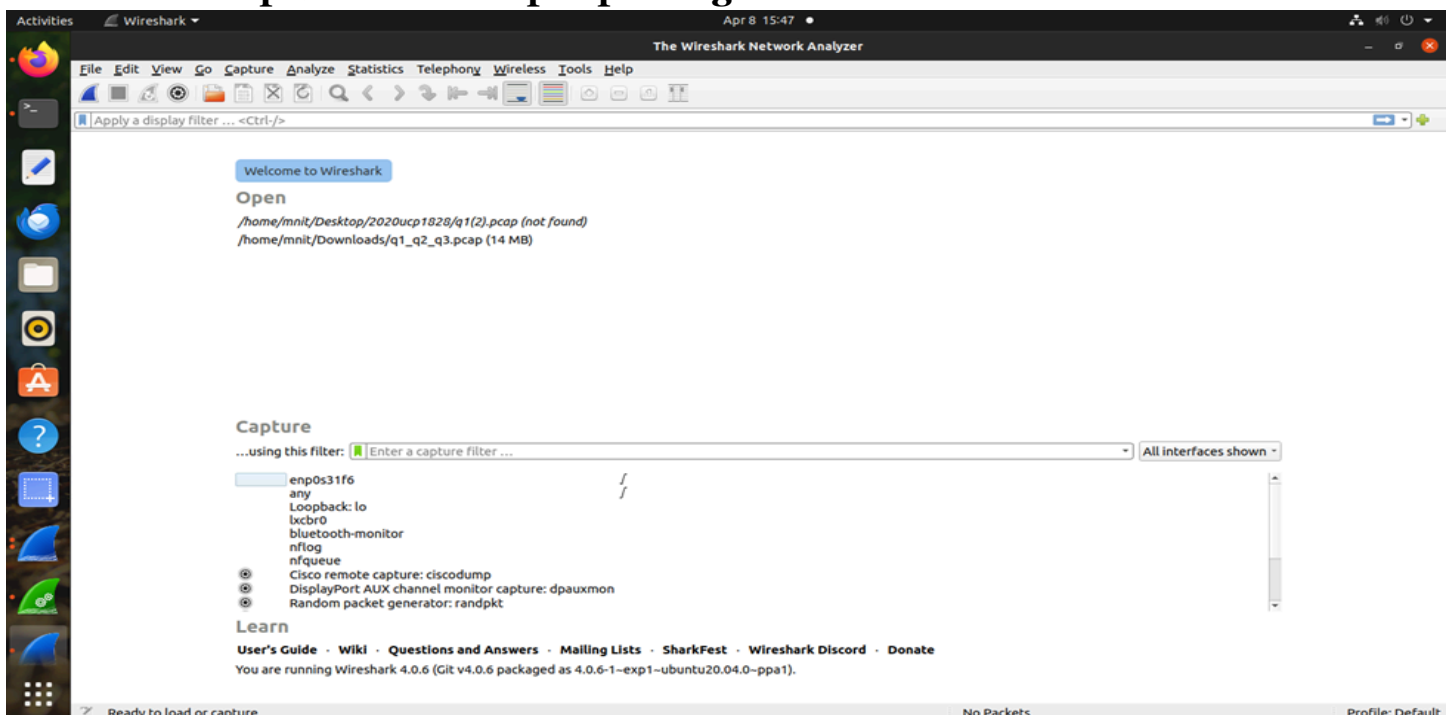 Activities Wireshark Apr 8 15:47
The Wireshark Network Analyzer
File Edit View Go Capture Analyze Statistics Telephony Wireless Tools Help
Apply a display filter ... <Ctrl-/>
Welcome to Wireshark
Open
/home/mnit/Desktop/2020ucp1828/q1(2).pcap (not found)
/home/mnit/Downloads/q1_q2_q3.pcap (14 MB)
Capture
...using this filter: Enter a capture filter ... All interfaces shown
enp0s31f6
any
Loopback: lo
lxcbr0
bluetooth-monitor
nflog
nfqueue
Cisco remote capture: ciscodump
DisplayPort AUX channel monitor capture: dpauxmon
Random packet generator: randpkt
Learn
User's Guide · Wiki · Questions and Answers · Mailing Lists · SharkFest · Wireshark Discord · Donate
You are running Wireshark 4.0.6 (Git v4.0.6 packaged as 4.0.6-1~exp1~ubuntu20.04.0~ppa1).
Ready to load or capture No Packets Profile: Default